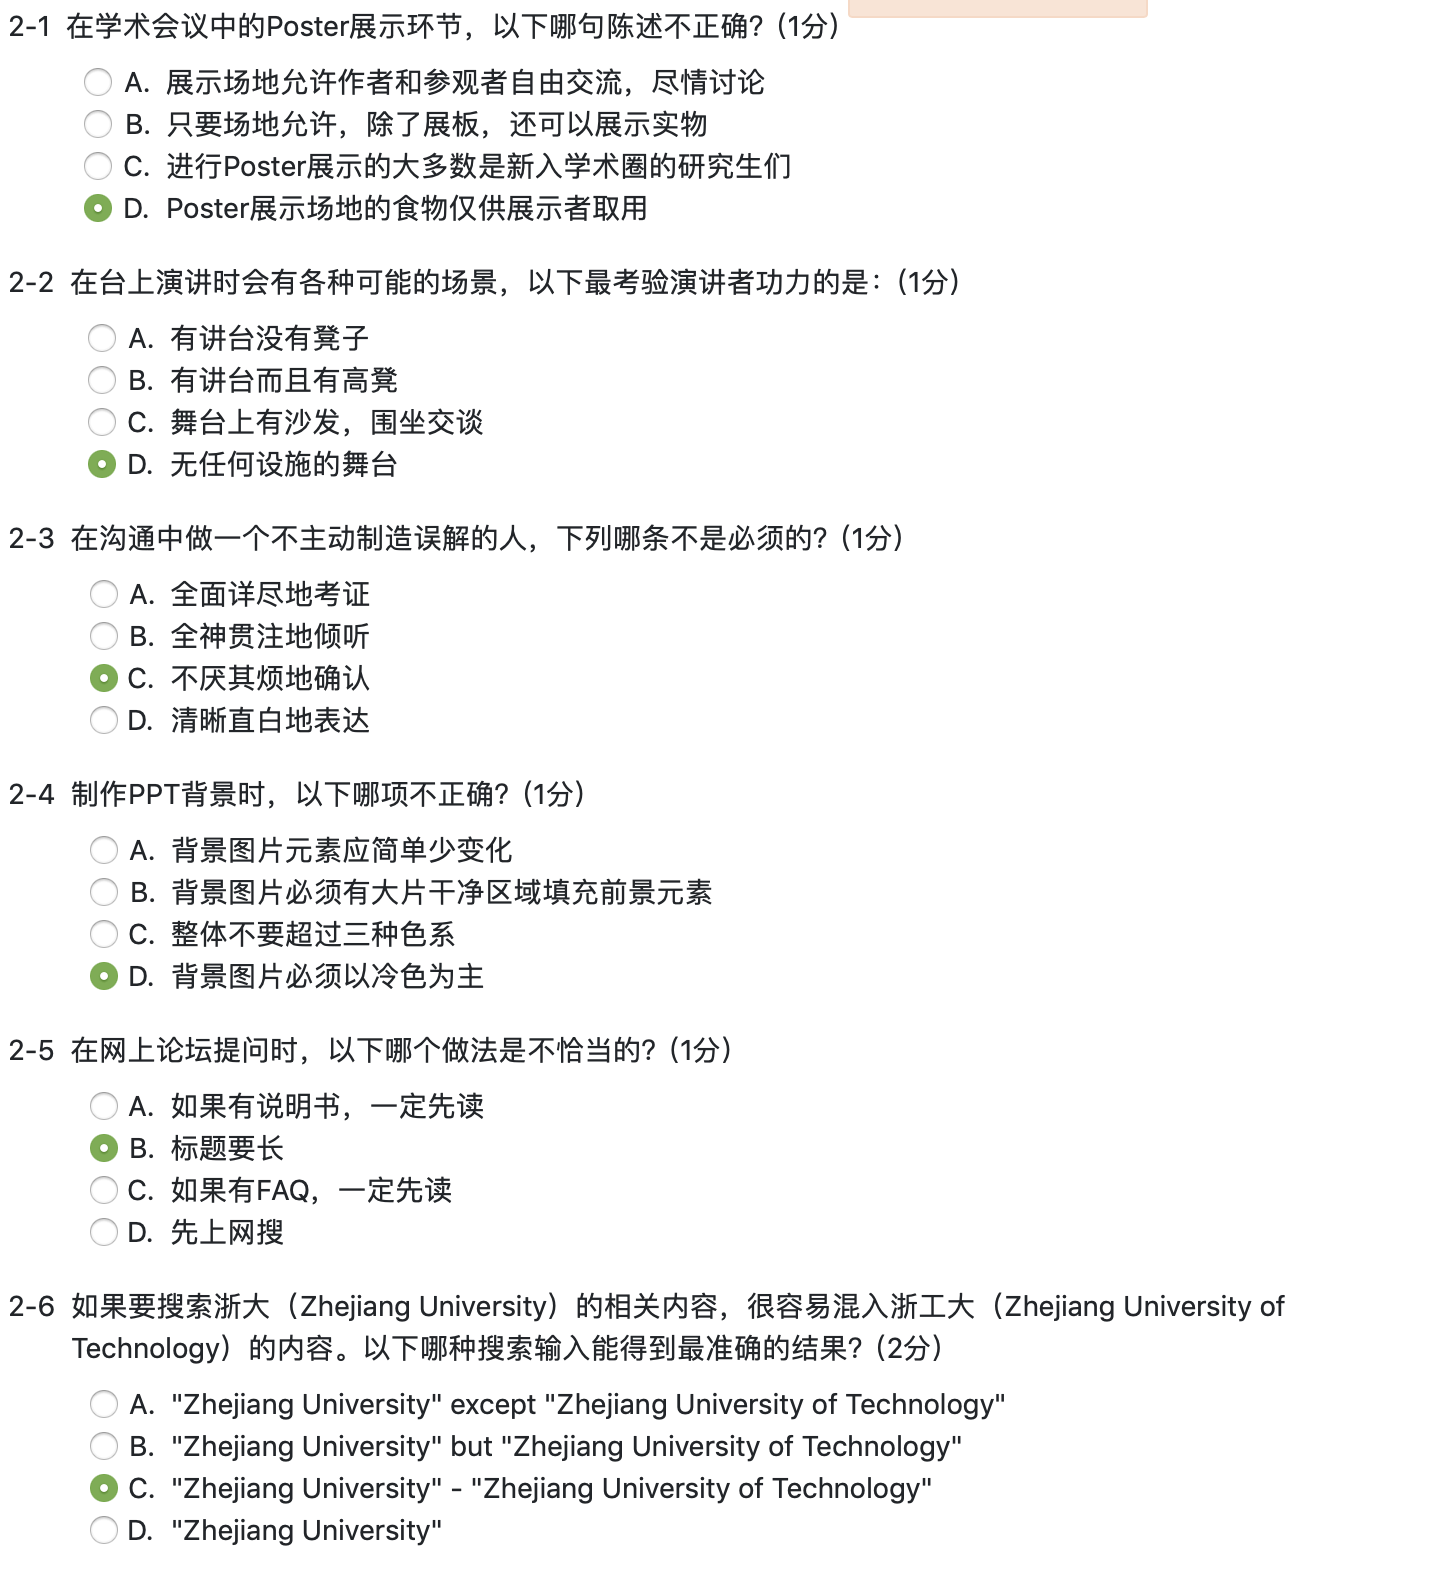 2-1 在学术会议中的Poster展示环节，以下哪句陈述不正确？(1分)
A. 展示场地允许作者和参观者自由交流，尽情讨论
B. 只要场地允许，除了展板，还可以展示实物
C. 进行Poster展示的大多数是新入学术圈的研究生们
D. Poster展示场地的食物仅供展示者取用
2-2 在台上演讲时会有各种可能的场景，以下最考验演讲者功力的是：(1分)
A. 有讲台没有凳子
B. 有讲台而且有高凳
C. 舞台上有沙发，围坐交谈
D. 无任何设施的舞台
2-3 在沟通中做一个不主动制造误解的人，下列哪条不是必须的？(1分)
A. 全面详尽地考证
B. 全神贯注地倾听
C. 不厌其烦地确认
D. 清晰直白地表达
2-4 制作PPT背景时，以下哪项不正确？(1分)
A. 背景图片元素应简单少变化
B. 背景图片必须有大片干净区域填充前景元素
C. 整体不要超过三种色系
D. 背景图片必须以冷色为主
2-5 在网上论坛提问时，以下哪个做法是不恰当的？(1分)
A. 如果有说明书，一定先读
B. 标题要长
C. 如果有FAQ，一定先读
D. 先上网搜
2-6 如果要搜索浙大（Zhejiang University）的相关内容，很容易混入浙工大（Zhejiang University of
Technology）的内容。以下哪种搜索输入能得到最准确的结果？(2分)
A. "Zhejiang University" except "Zhejiang University of Technology"
B. "Zhejiang University" but "Zhejiang University of Technology"
C. "Zhejiang University" - "Zhejiang University of Technology"
D. "Zhejiang University"